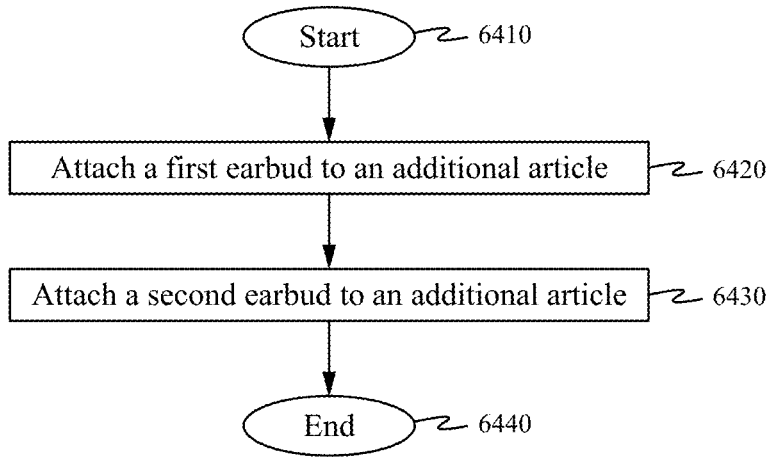 Start 6410
Attach a first earbud to an additional article 6420
Attach a second earbud to an additional article 6430
End 6440